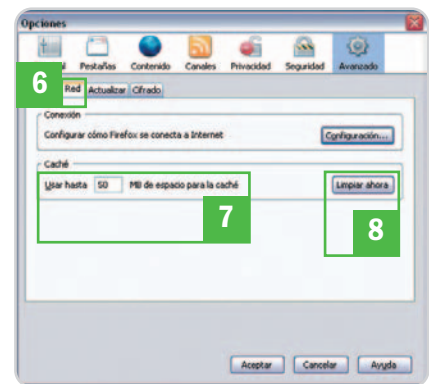 Opciones
Pestañas Contenido Canales Privacidad Seguridad Avanzado
6 Red Actualizar Cifrado
Conexión
Configurar cómo Firefox se conecta a Internet Configuración...
Caché
Usar hasta 50 MB de espacio para la caché Limpiar ahora
7 8
Aceptar Cancelar Ayuda